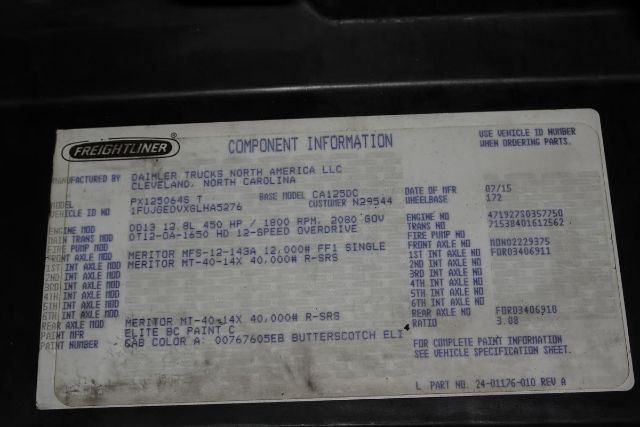 FREIGHTLINER ®
COMPONENT INFORMATION
USE VEHICLE ID NUMBER
WHEN ORDERING PARTS.
MANUFACTURED BY DAIMLER TRUCKS NORTH AMERICA LLC
CLEVELAND, NORTH CAROLINA
MODEL PX125064S T BASE MODEL CA125DC DATE OF MFR 07/15
VEHICLE ID NO 1FUJGEDVXGLHA5276 CUSTOMER N29544 WHEELBASE 172
ENGINE MOD DD13 12.8L 450 HP / 1800 RPM, 2080 GOV ENGINE NO 471927S0357750
MAIN TRANS MOD DT12-OA-1650 HD 12-SPEED OVERDRIVE TRANS NO 71538401612562
FIRE PUMP MOD FIRE PUMP NO
FRONT AXLE MOD MERITOR MFS-12-143A 12,000# FF1 SINGLE FRONT AXLE NO MON02229375
1ST INT AXLE MOD MERITOR MT-40-14X 40,000# R-SRS 1ST INT AXLE NO FOR03406911
2ND INT AXLE MOD 2ND INT AXLE NO
3RD INT AXLE MOD 3RD INT AXLE NO
4TH INT AXLE MOD 4TH INT AXLE NO
5TH INT AXLE MOD 5TH INT AXLE NO
6TH INT AXLE MOD 6TH INT AXLE NO
REAR AXLE MOD MERITOR MT-40-14X 40,000# R-SRS REAR AXLE NO FOR03406910
PAINT MFR ELITE BC PAINT C RATIO 3.08
PAINT NUMBER CAB COLOR A: 00767605EB BUTTERSCOTCH ELI
FOR COMPLETE PAINT INFORMATION
SEE VEHICLE SPECIFICATION SHEET.
L PART NO. 24-01176-010 REV A